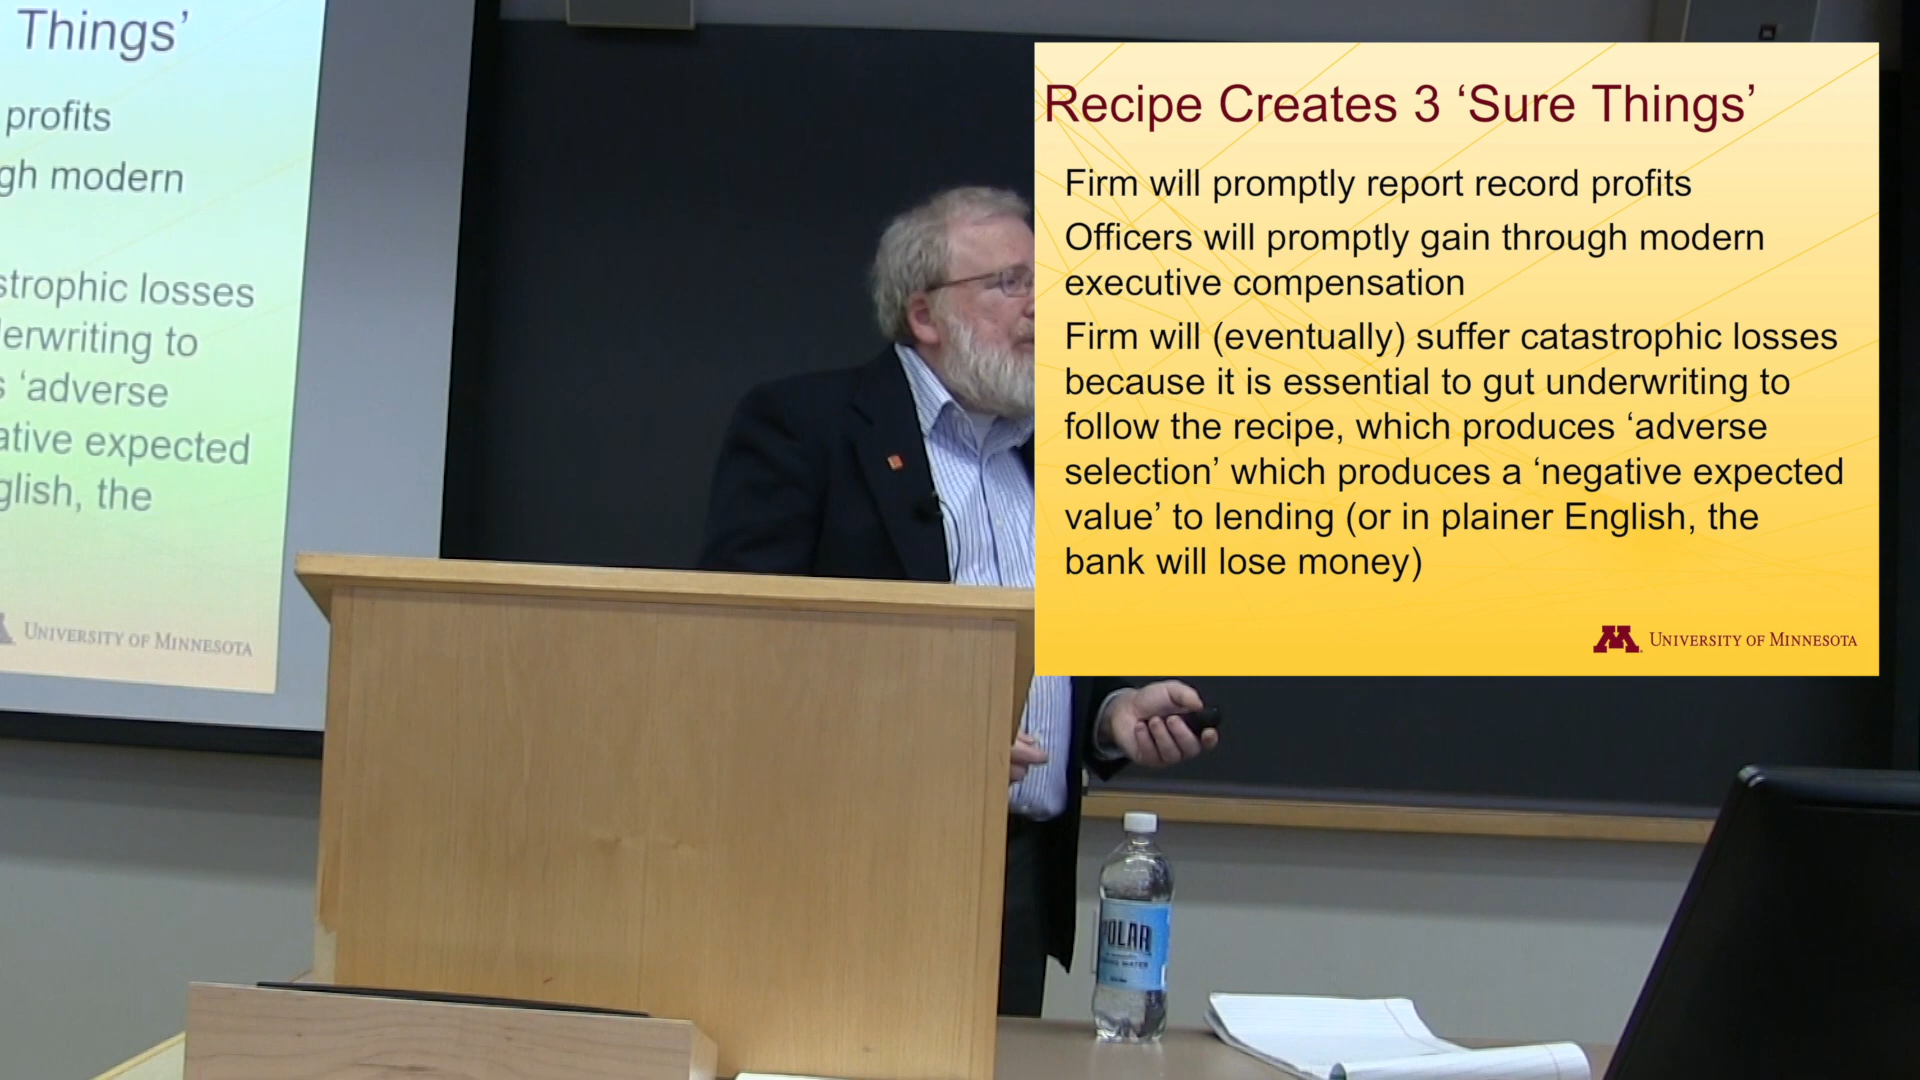 Things’
profits
gh modern
strophic losses
erwriting to
s ‘adverse
ative expected
glish, the
UNIVERSITY OF MINNESOTA
Recipe Creates 3 ‘Sure Things’
Firm will promptly report record profits
Officers will promptly gain through modern
executive compensation
Firm will (eventually) suffer catastrophic losses
because it is essential to gut underwriting to
follow the recipe, which produces ‘adverse
selection’ which produces a ‘negative expected
value’ to lending (or in plainer English, the
bank will lose money)
M UNIVERSITY OF MINNESOTA
POLAR
WATER